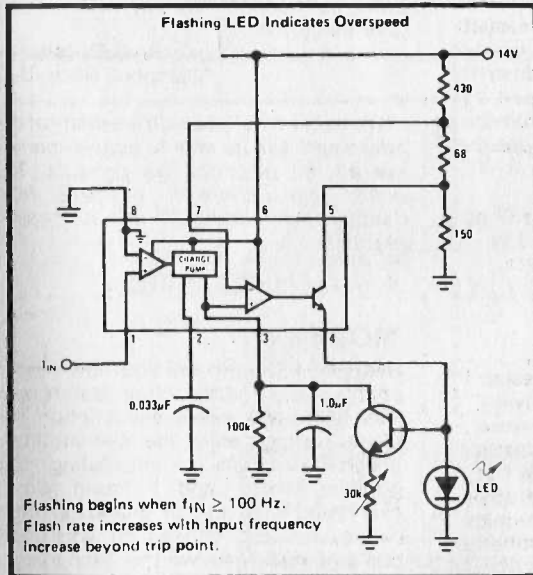 Flashing LED Indicates Overspeed
14V
430
68
150
8
7
6
5
CHARGE
PUMP
1
2
3
4
fIN
0.033µF
100k
1.0µF
30k
LED
Flashing begins when fIN ≥ 100 Hz.
Flash rate increases with Input frequency
increase beyond trip point.